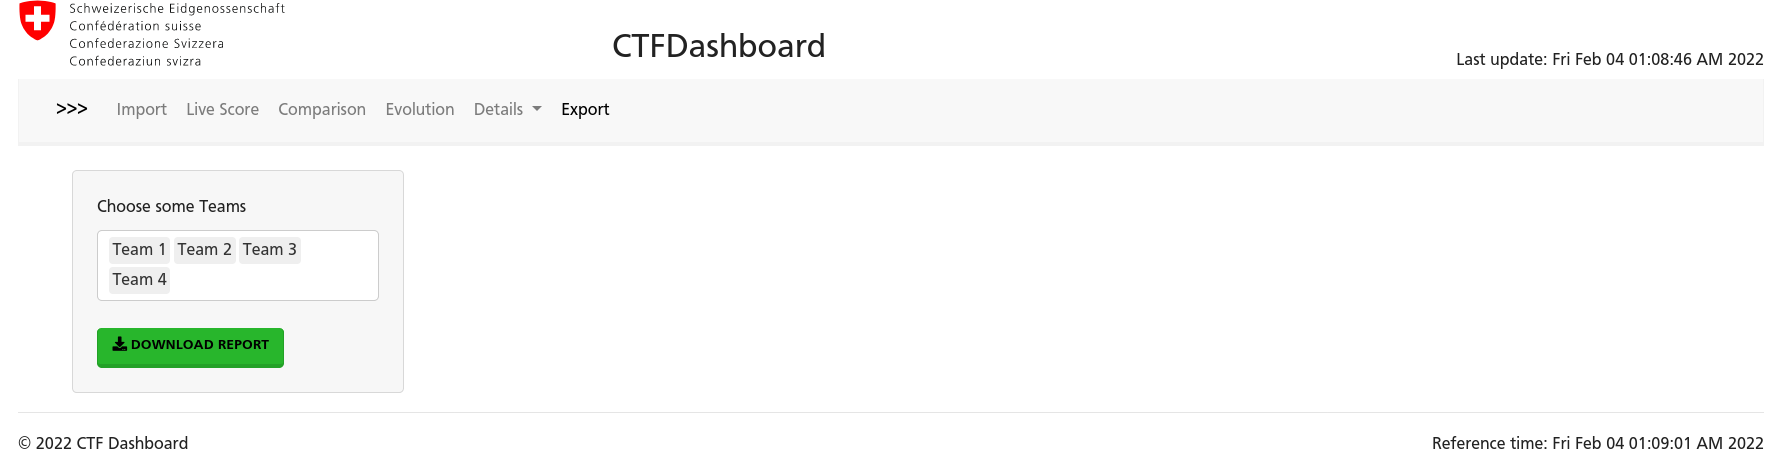 Schweizerische Eidgenossenschaft
Confédération suisse
Confederazione Svizzera
Confederaziun svizra
CTFDashboard
Last update: Fri Feb 04 01:08:46 AM 2022
>>> Import Live Score Comparison Evolution Details Export
Choose some Teams
Team 1 Team 2 Team 3
Team 4
DOWNLOAD REPORT
© 2022 CTF Dashboard
Reference time: Fri Feb 04 01:09:01 AM 2022